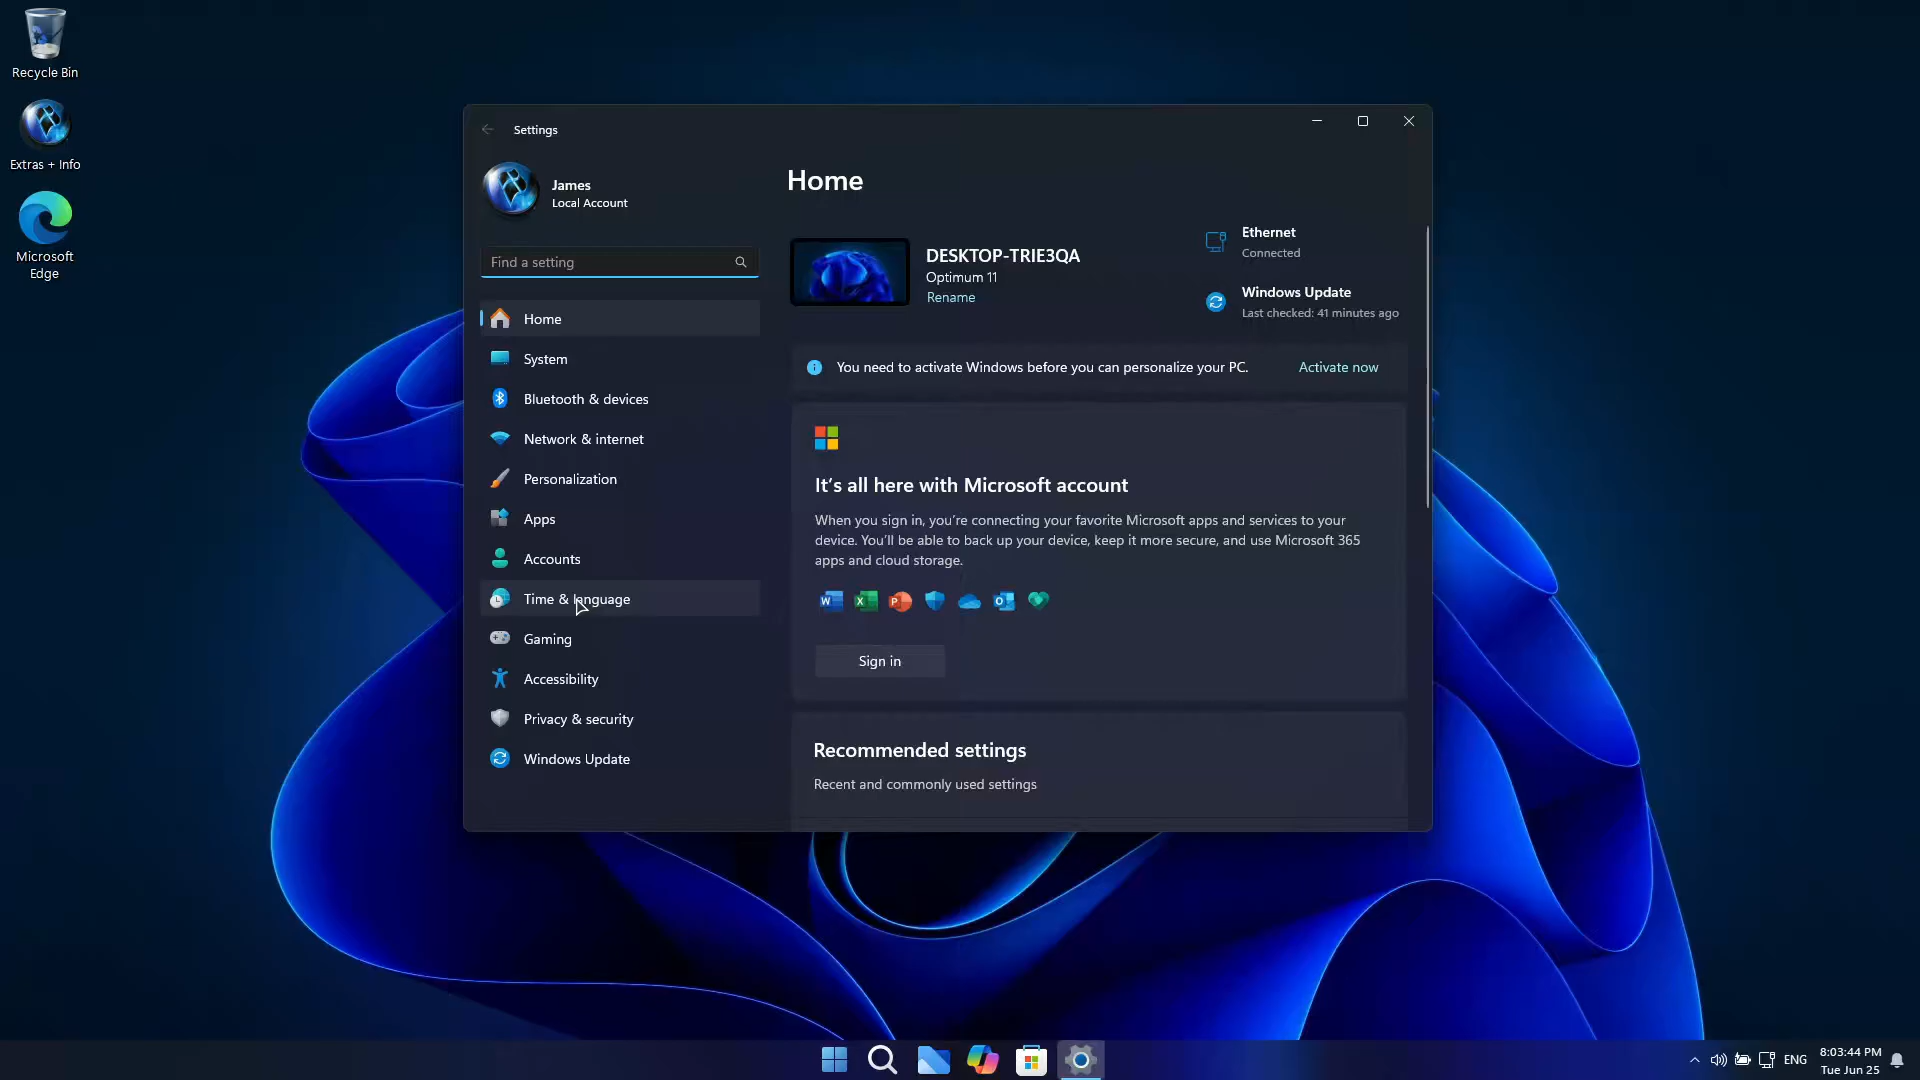 Recycle Bin
Extras + Info
Microsoft
Edge
Settings
James
Local Account
Find a setting
Home
System
Bluetooth & devices
Network & internet
Personalization
Apps
Accounts
Time & language
Gaming
Accessibility
Privacy & security
Windows Update
Home
DESKTOP-TRIE3QA
Optimum 11
Rename
Ethernet
Connected
Windows Update
Last checked: 41 minutes ago
You need to activate Windows before you can personalize your PC.
Activate now
It's all here with Microsoft account
When you sign in, you're connecting your favorite Microsoft apps and services to your
device. You'll be able to back up your device, keep it more secure, and use Microsoft 365
apps and cloud storage.
Sign in
Recommended settings
Recent and commonly used settings
ENG
8:03:44 PM
Tue Jun 25